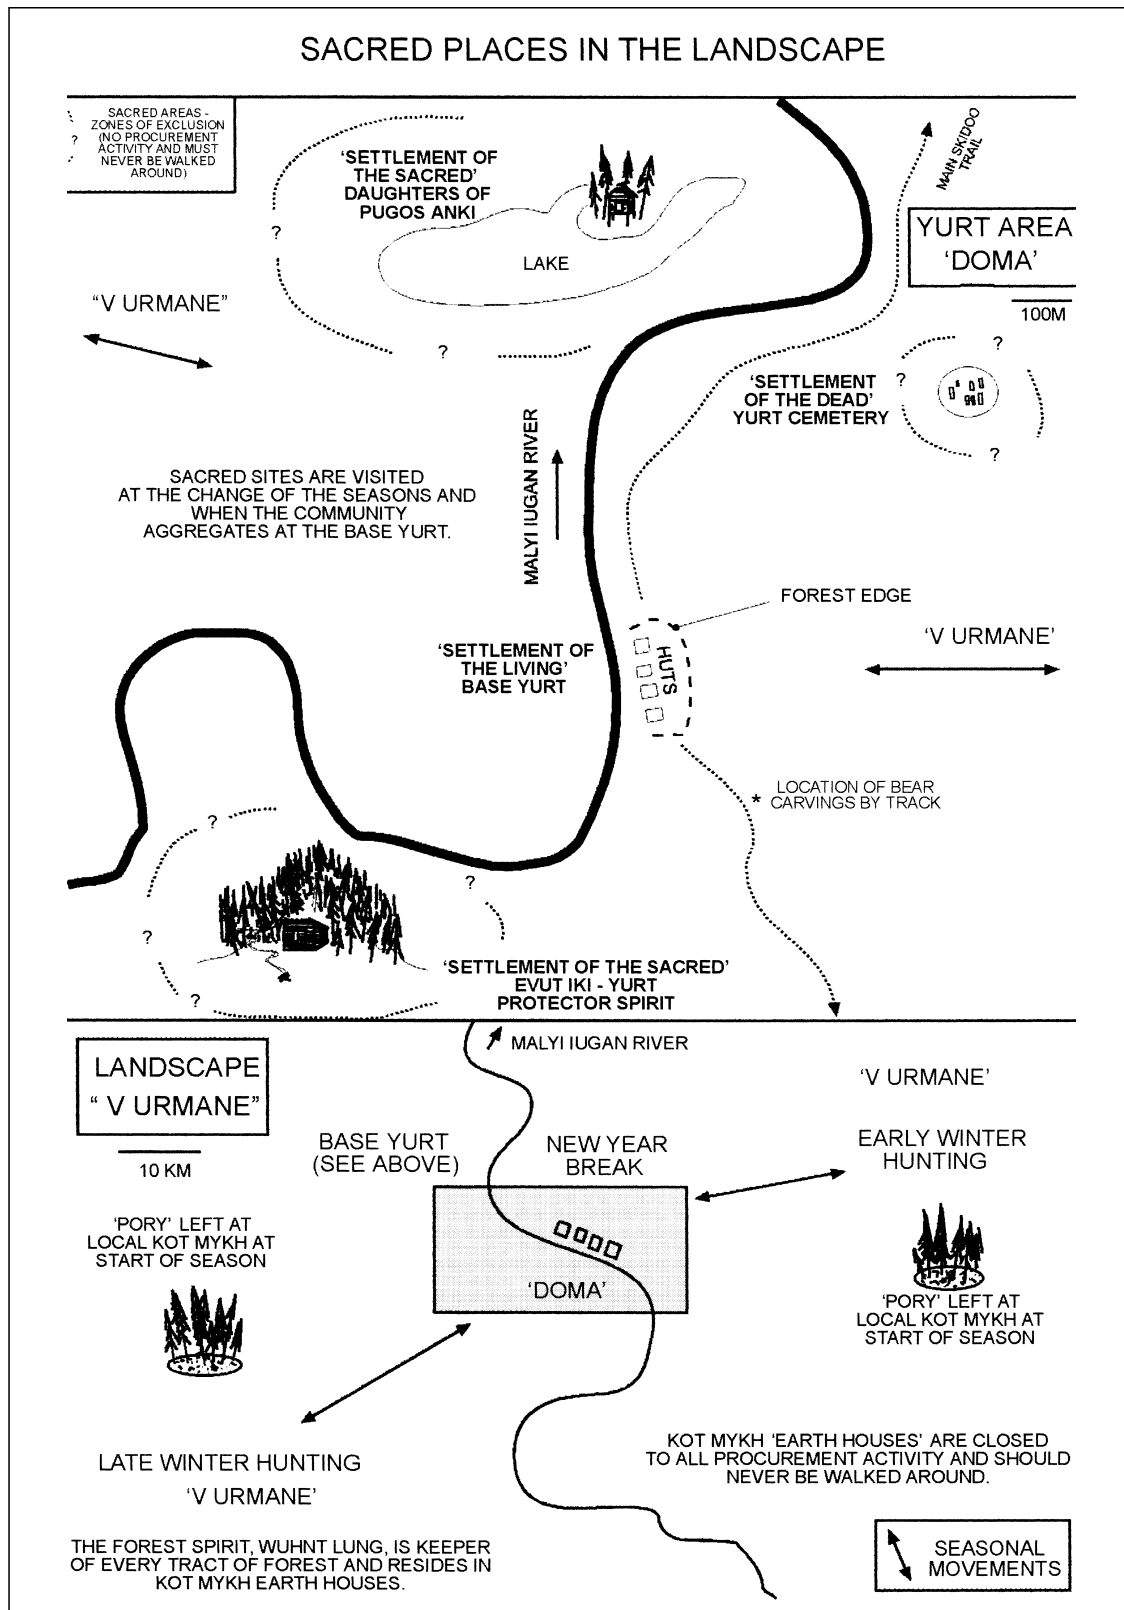 SACRED PLACES IN THE LANDSCAPE
SACRED AREAS -
ZONES OF EXCLUSION
(NO PROCUREMENT
ACTIVITY AND MUST
NEVER BE WALKED
AROUND)
?
'SETTLEMENT OF
THE SACRED'
DAUGHTERS OF
PUGOS ANKI
LAKE
?
?
MAIN SKIDOO
TRAIL
YURT AREA
'DOMA'
100M
"V URMANE"
'SETTLEMENT
OF THE DEAD'
YURT CEMETERY
?
?
?
SACRED SITES ARE VISITED
AT THE CHANGE OF THE SEASONS AND
WHEN THE COMMUNITY
AGGREGATES AT THE BASE YURT.
MALYI IUGAN RIVER
FOREST EDGE
'V URMANE'
'SETTLEMENT OF
THE LIVING'
BASE YURT
HUTS
* LOCATION OF BEAR
CARVINGS BY TRACK
?
?
?
?
'SETTLEMENT OF THE SACRED'
EVUT IKI - YURT
PROTECTOR SPIRIT
LANDSCAPE
" V URMANE"
10 KM
MALYI IUGAN RIVER
'V URMANE'
BASE YURT
(SEE ABOVE)
NEW YEAR
BREAK
EARLY WINTER
HUNTING
'PORY' LEFT AT
LOCAL KOT MYKH AT
START OF SEASON
'DOMA'
'PORY' LEFT AT
LOCAL KOT MYKH AT
START OF SEASON
LATE WINTER HUNTING
'V URMANE'
KOT MYKH 'EARTH HOUSES' ARE CLOSED
TO ALL PROCUREMENT ACTIVITY AND SHOULD
NEVER BE WALKED AROUND.
THE FOREST SPIRIT, WUHNT LUNG, IS KEEPER
OF EVERY TRACT OF FOREST AND RESIDES IN
KOT MYKH EARTH HOUSES.
SEASONAL
MOVEMENTS